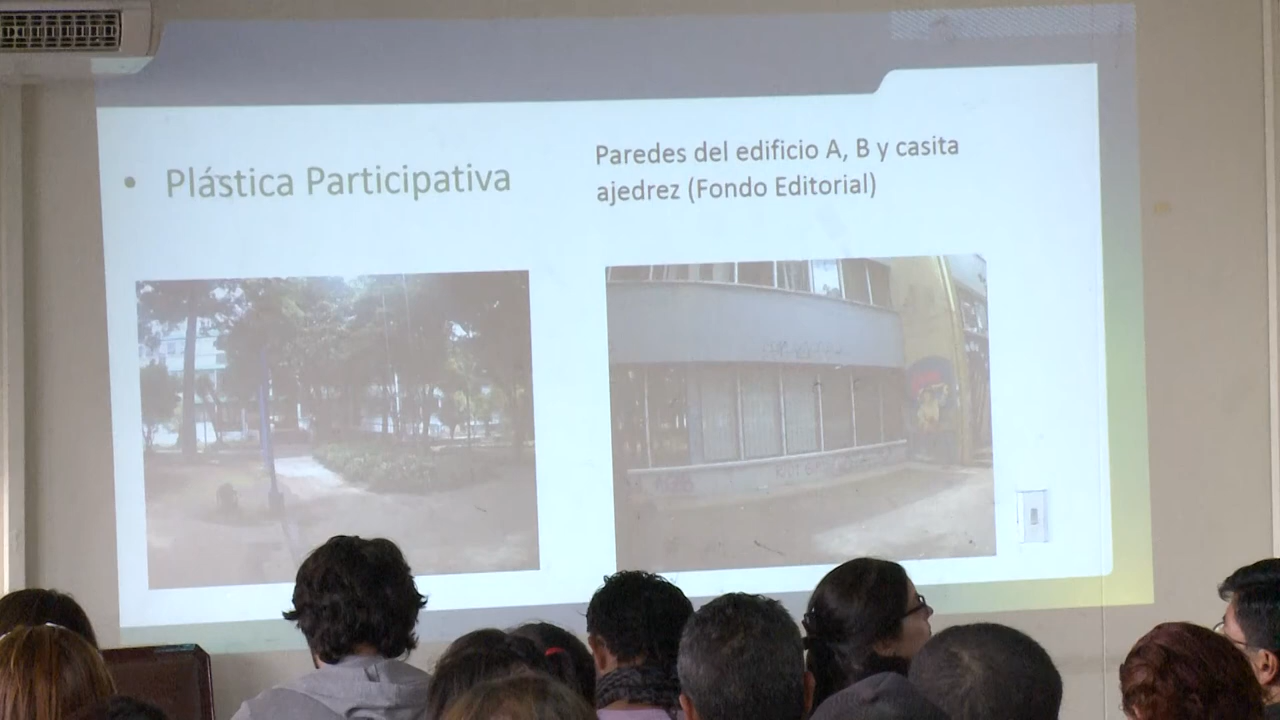 • Plástica Participativa
Paredes del edificio A, B y casita
ajedrez (Fondo Editorial)